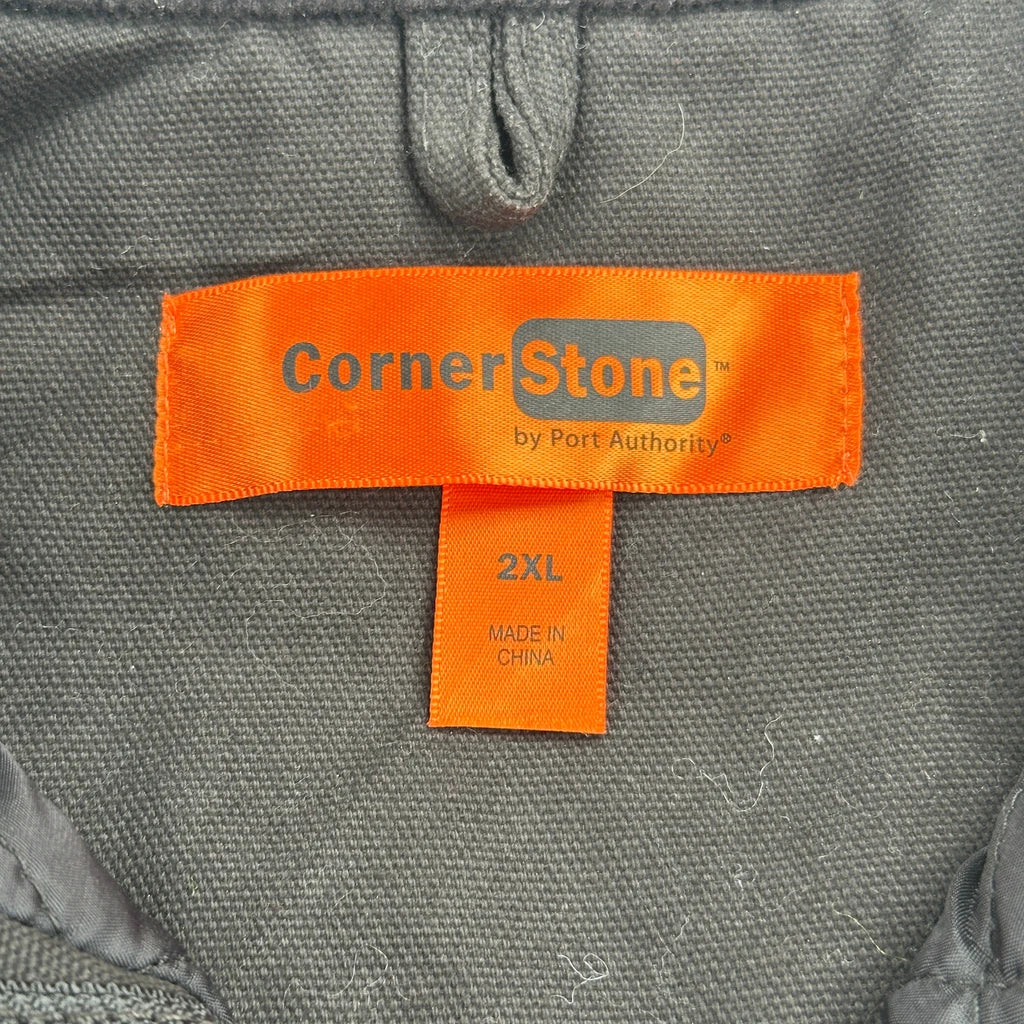 CornerStone™
by Port Authority®
2XL
MADE IN
CHINA